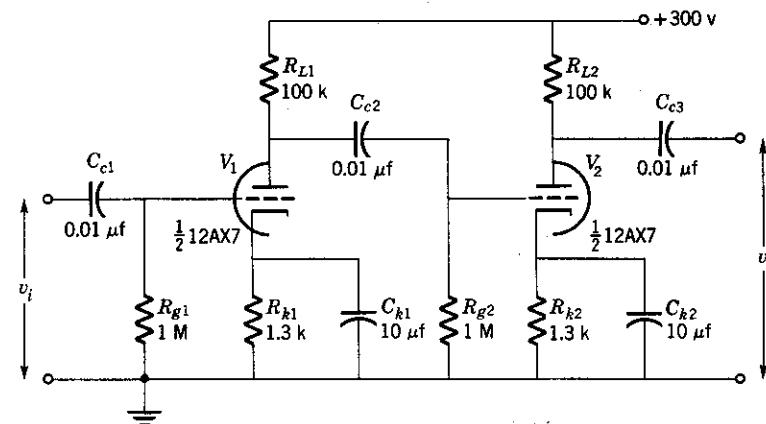 +300 v
R_L1
100 k
R_L2
100 k
C_c2
0.01 μf
C_c3
0.01 μf
C_c1
0.01 μf
V_1
½ 12AX7
V_2
½ 12AX7
v_i
v
R_g1
1 M
R_k1
1.3 k
C_k1
10 μf
R_g2
1 M
R_k2
1.3 k
C_k2
10 μf